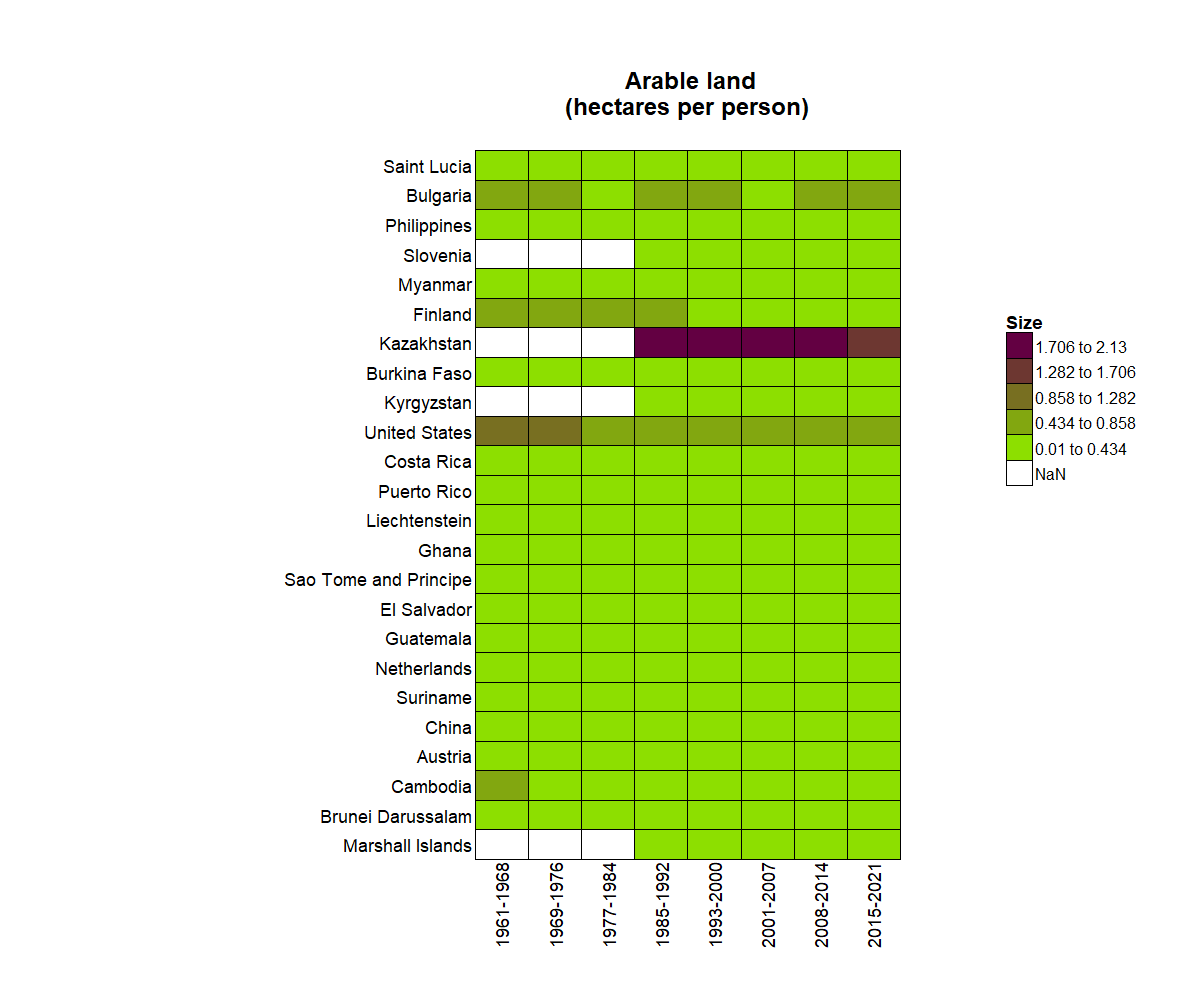 Arable land
(hectares per person)
Saint Lucia
Bulgaria
Philippines
Slovenia
Myanmar
Finland
Kazakhstan
Burkina Faso
Kyrgyzstan
United States
Costa Rica
Puerto Rico
Liechtenstein
Ghana
Sao Tome and Principe
El Salvador
Guatemala
Netherlands
Suriname
China
Austria
Cambodia
Brunei Darussalam
Marshall Islands
1961-1968
1969-1976
1977-1984
1985-1992
1993-2000
2001-2007
2008-2014
2015-2021
Size
1.706 to 2.13
1.282 to 1.706
0.858 to 1.282
0.434 to 0.858
0.01 to 0.434
NaN